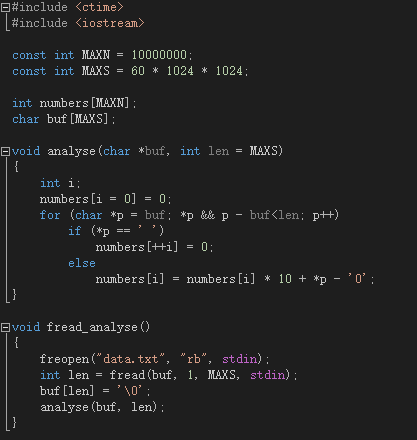 #include <ctime>
#include <iostream>
const int MAXN = 10000000;
const int MAXS = 60 * 1024 * 1024;
int numbers[MAXN];
char buf[MAXS];
void analyse(char *buf, int len = MAXS)
{
int i;
numbers[i = 0] = 0;
for (char *p = buf; *p && p - buf<len; p++)
if (*p == ' ')
numbers[++i] = 0;
else
numbers[i] = numbers[i] * 10 + *p - '0';
}
void fread_analyse()
{
freopen("data.txt", "rb", stdin);
int len = fread(buf, 1, MAXS, stdin);
buf[len] = '\0';
analyse(buf, len);
}